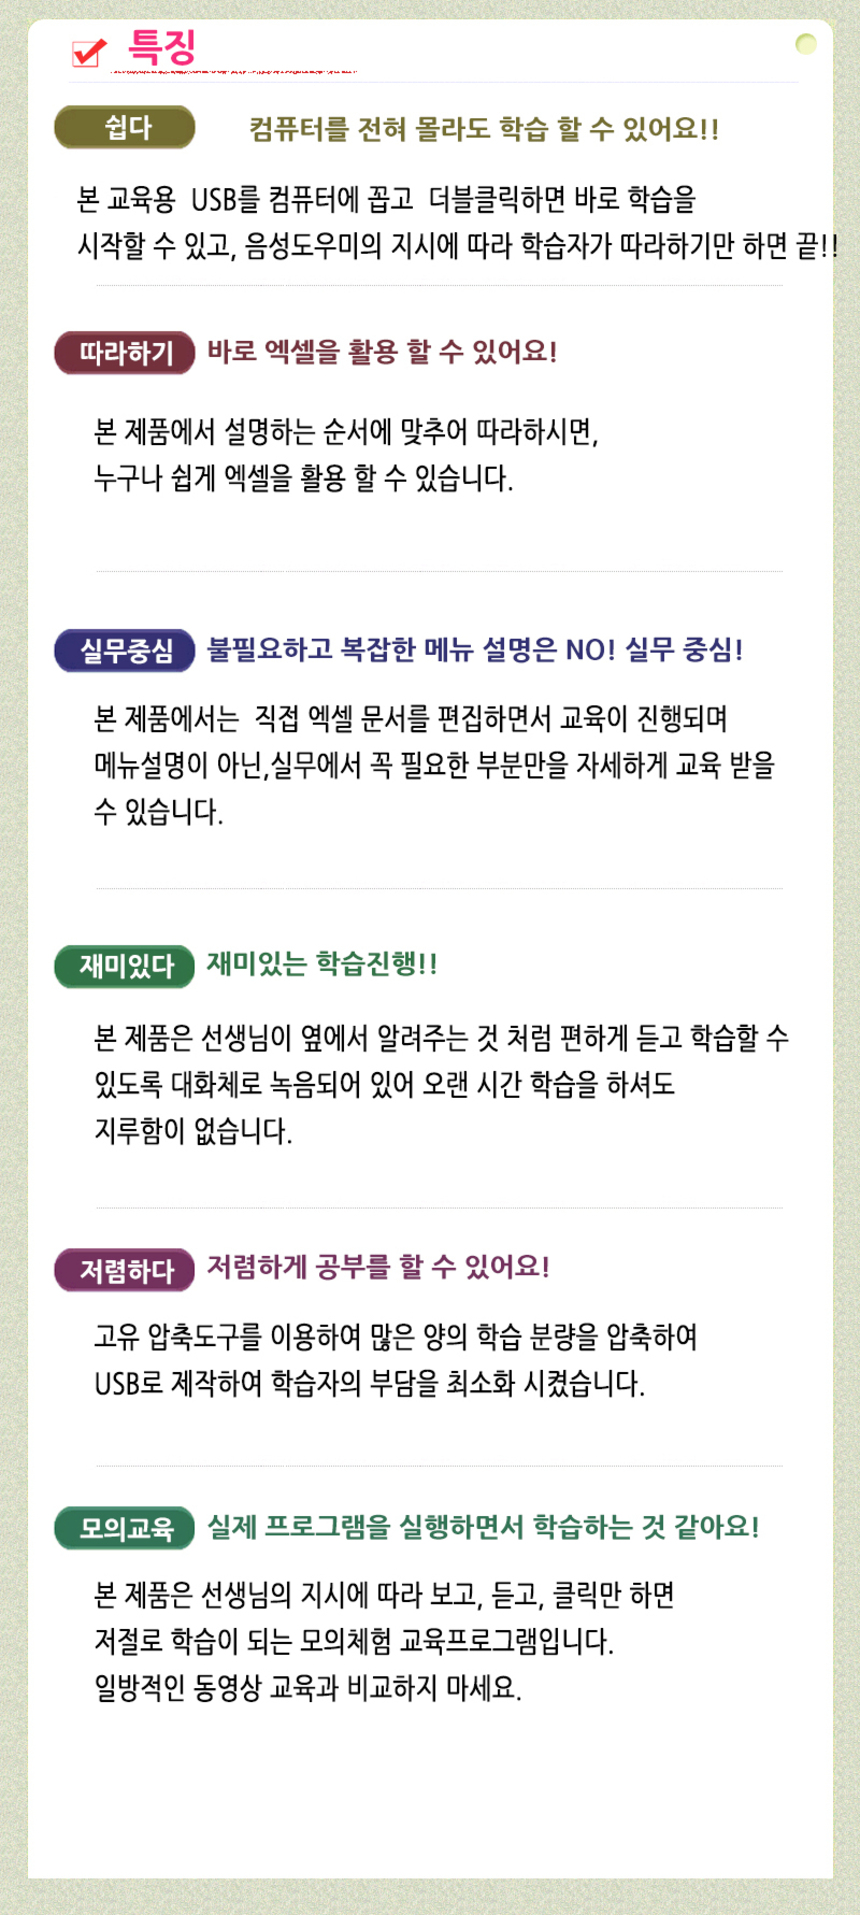 특징
쉽다 컴퓨터를 전혀 몰라도 학습 할 수 있어요!!
본 교육용 USB를 컴퓨터에 꼽고 더블클릭하면 바로 학습을
시작할 수 있고, 음성도우미의 지시에 따라 학습자가 따라하기만 하면 끝!!
따라하기 바로 엑셀을 활용 할 수 있어요!
본 제품에서 설명하는 순서에 맞추어 따라하시면,
누구나 쉽게 엑셀을 활용 할 수 있습니다.
실무중심 불필요하고 복잡한 메뉴 설명은 NO! 실무 중심!
본 제품에서는 직접 엑셀 문서를 편집하면서 교육이 진행되며
메뉴설명이 아닌,실무에서 꼭 필요한 부분만을 자세하게 교육 받을
수 있습니다.
재미있다 재미있는 학습진행!!
본 제품은 선생님이 옆에서 알려주는 것 처럼 편하게 듣고 학습할 수
있도록 대화체로 녹음되어 있어 오랜 시간 학습을 하셔도
지루함이 없습니다.
저렴하다 저렴하게 공부를 할 수 있어요!
고유 압축도구를 이용하여 많은 양의 학습 분량을 압축하여
USB로 제작하여 학습자의 부담을 최소화 시켰습니다.
모의교육 실제 프로그램을 실행하면서 학습하는 것 같아요!
본 제품은 선생님의 지시에 따라 보고, 듣고, 클릭만 하면
저절로 학습이 되는 모의체험 교육프로그램입니다.
일방적인 동영상 교육과 비교하지 마세요.